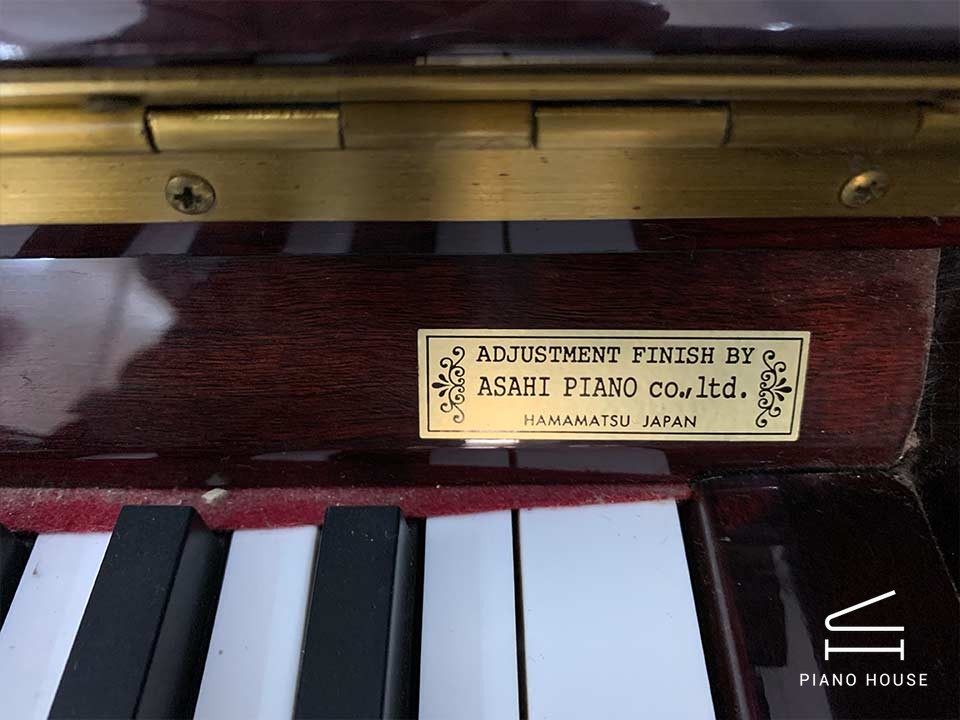 ADJUSTMENT FINISH BY
ASAHI PIANO co.,ltd.
HAMAMATSU JAPAN
PIANO HOUSE